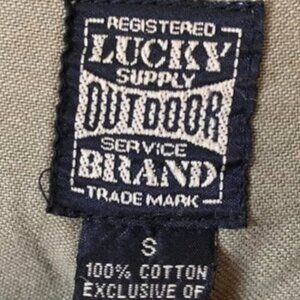 REGISTERED
LUCKY
SUPPLY
OUTDOOR
SERVICE
BRAND
TRADE MARK
S
100% COTTON
EXCLUSIVE OF